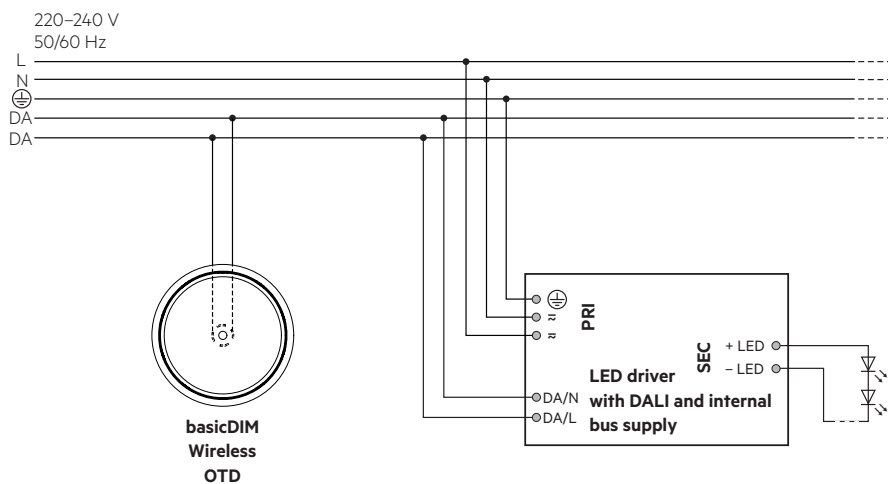 220–240 V
50/60 Hz
L
N
DA
DA
PRI
SEC
+ LED
– LED
LED driver
with DALI and internal
bus supply
DA/N
DA/L
basicDIM
Wireless
OTD